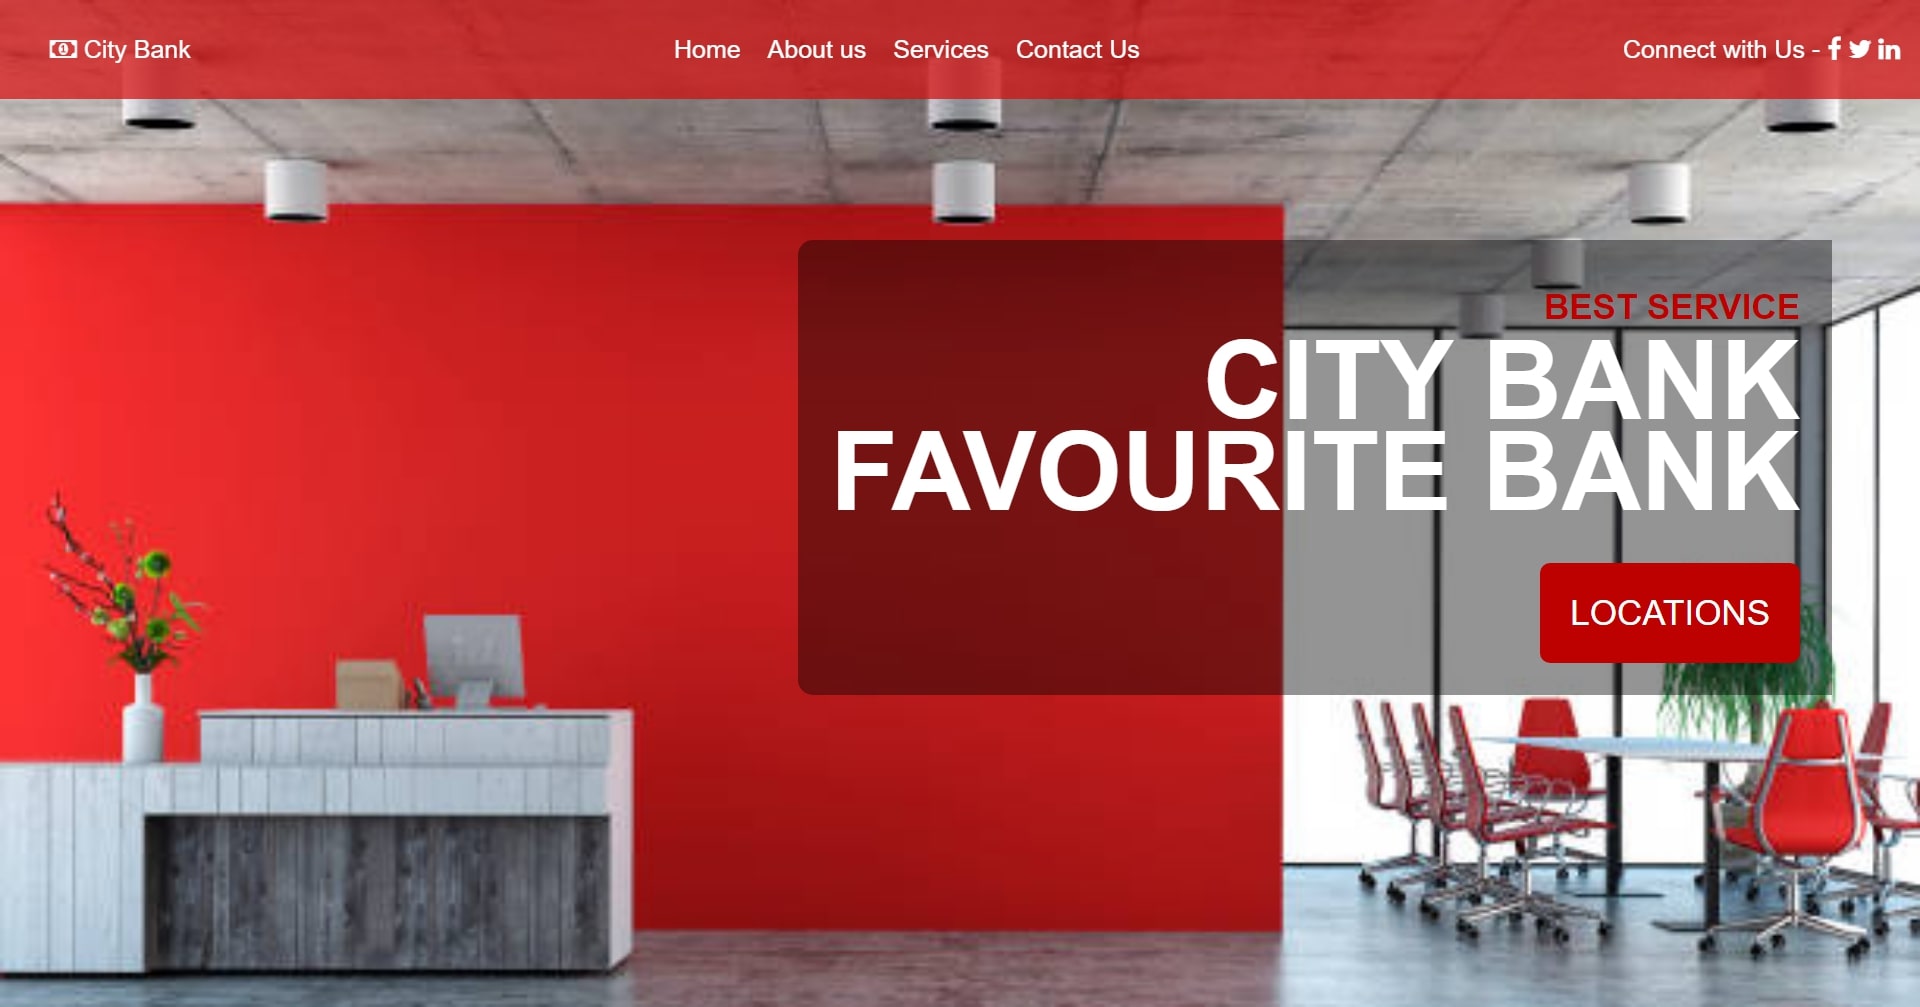 City Bank
Home About us Services Contact Us
Connect with Us -
BEST SERVICE
CITY BANK
FAVOURITE BANK
LOCATIONS